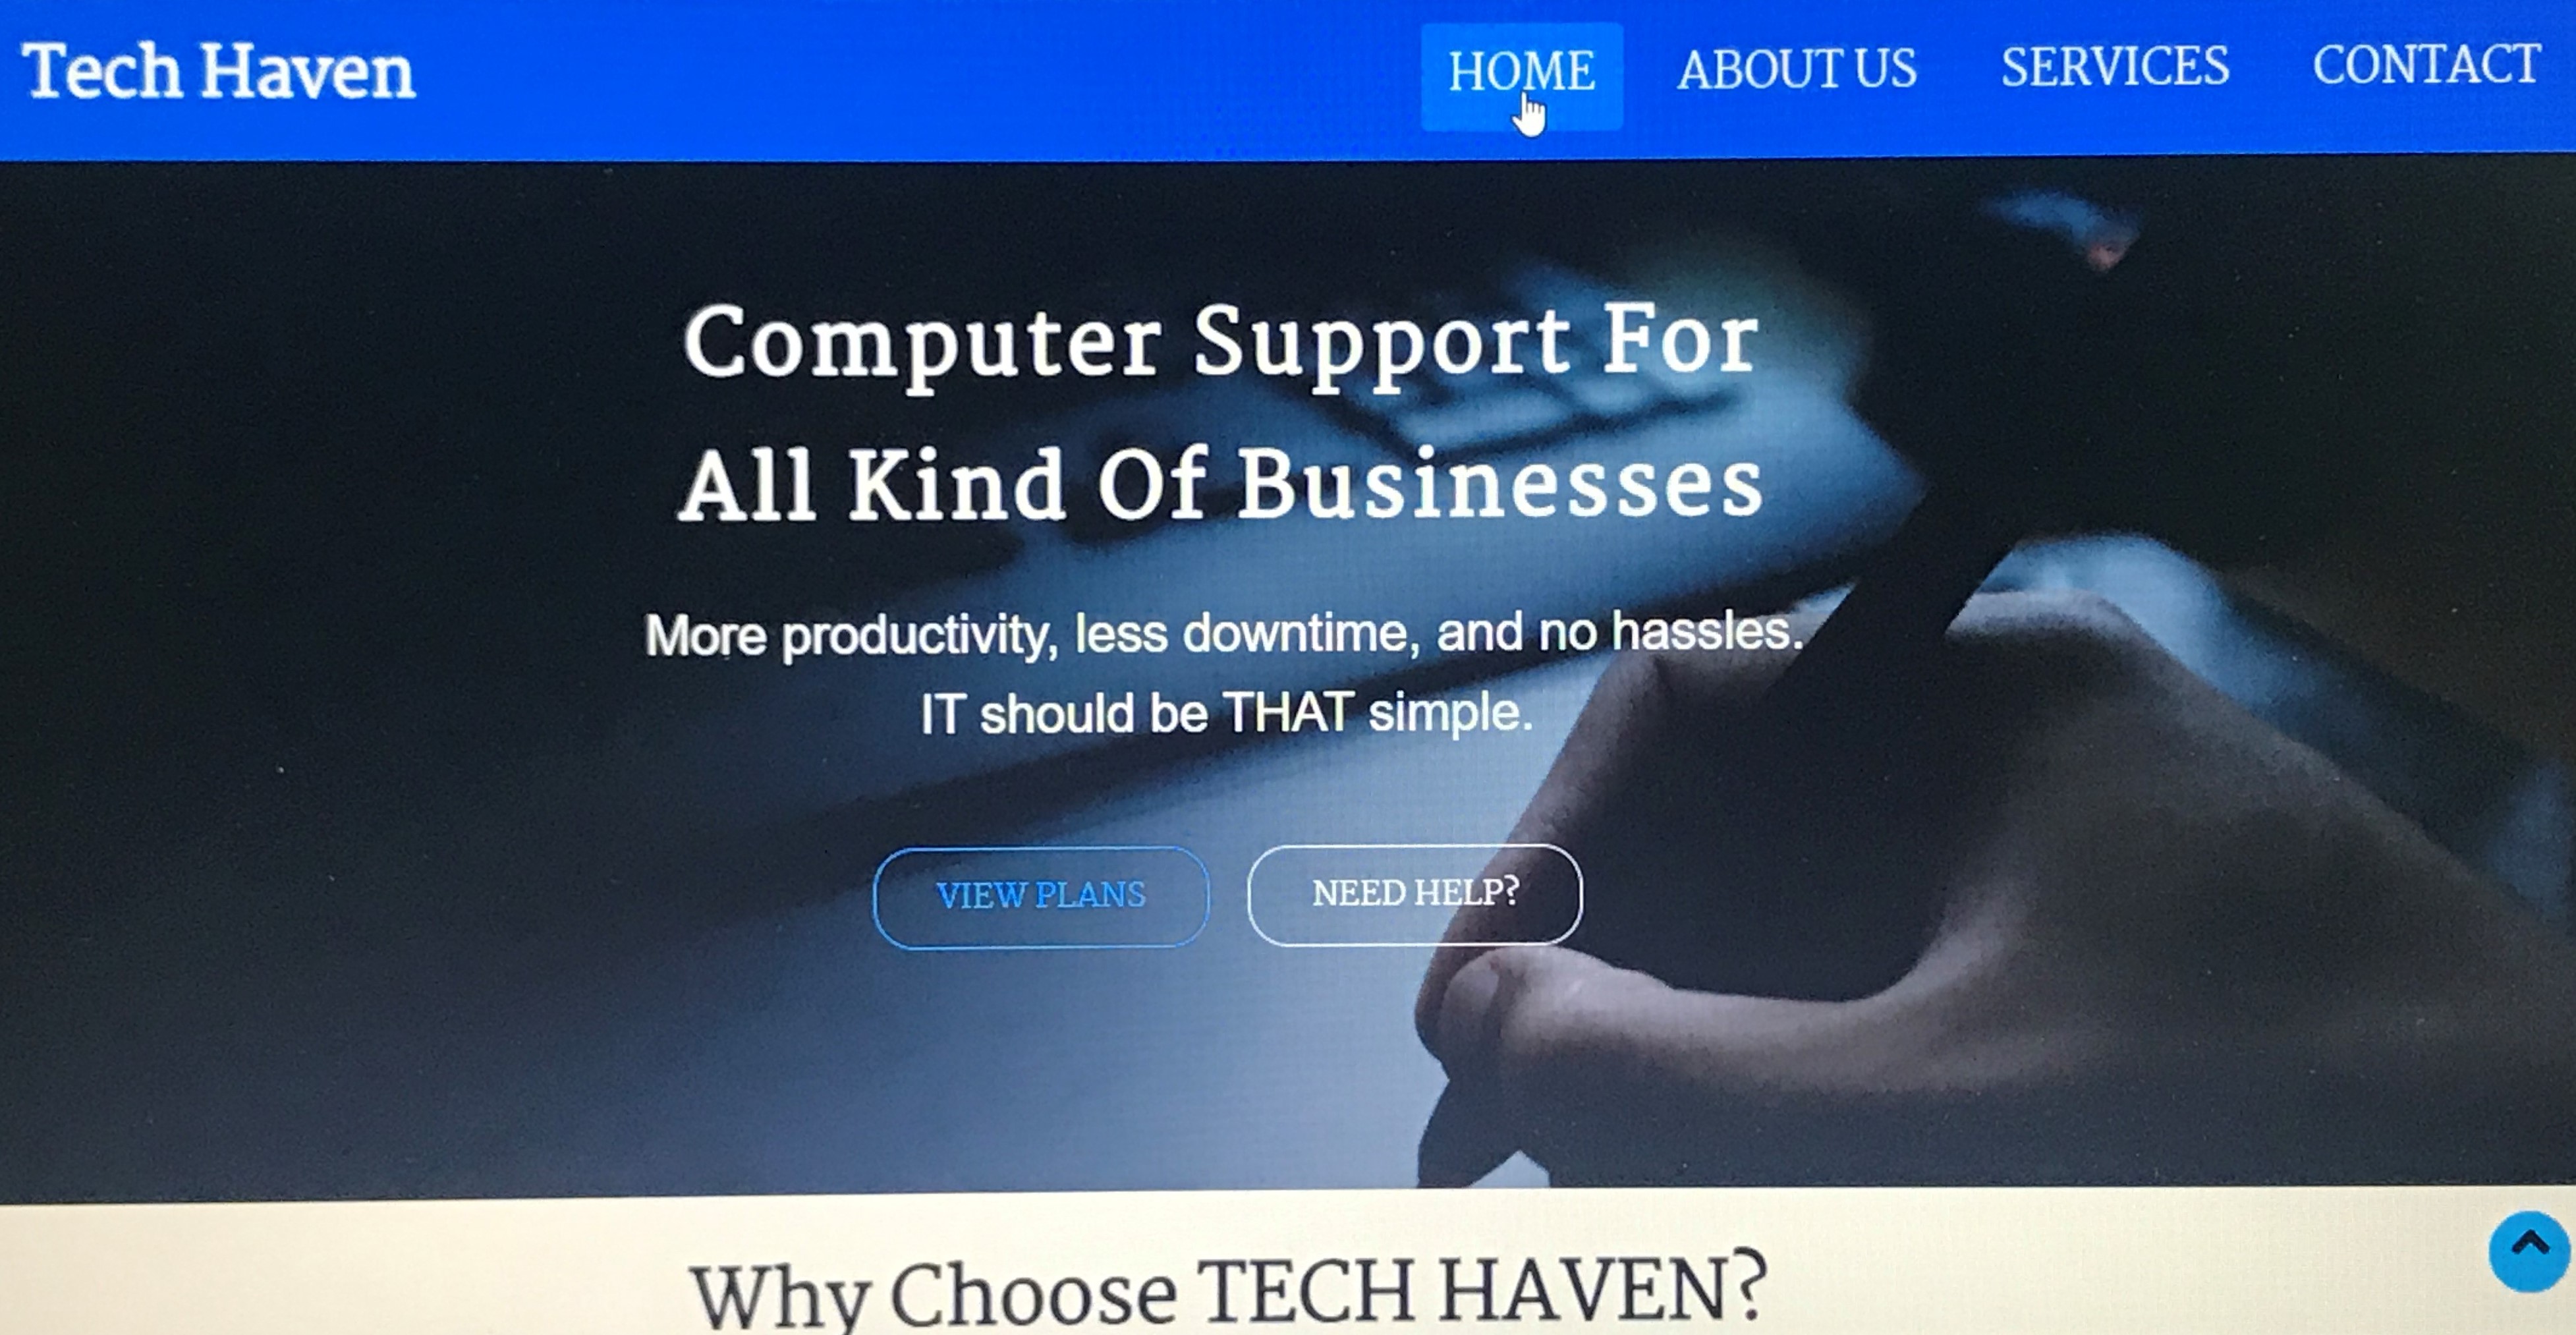 Tech Haven
HOME ABOUT US SERVICES CONTACT
Computer Support For
All Kind Of Businesses
More productivity, less downtime, and no hassles.
IT should be THAT simple.
VIEW PLANS NEED HELP?
Why Choose TECH HAVEN?